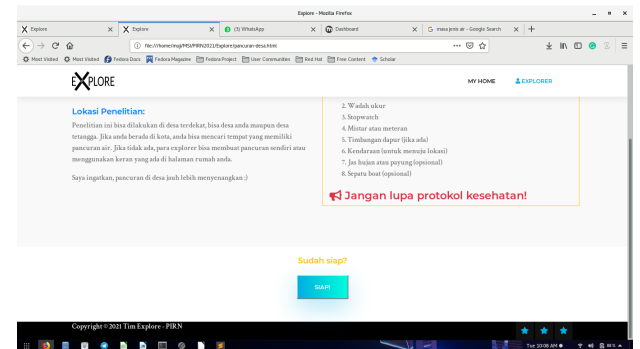 Explore - Mozilla Firefox
Explore
Explore
(3) WhatsApp
Dashboard
massa jenis air - Google Search
file:///home/muj/MSI/PIRN2021/Explore/pancuran-desa.html
Most Visited
Most Visited
Fedora Docs
Fedora Magazine
Fedora Project
User Communities
Red Hat
Free Content
Scholar
EXPLORE
MY HOME
EXPLORER
Lokasi Penelitian:
Penelitian ini bisa dilakukan di desa terdekat, bisa desa anda maupun desa
tetangga. Jika anda berada di kota, anda bisa mencari tempat yang memiliki
pancuran air. Jika tidak ada, para explorer bisa membuat pancuran sendiri atau
menggunakan keran yang ada di halaman rumah anda.
Saya ingatkan, pancuran di desa jauh lebih menyenangkan :)
2. Wadah ukur
3. Stopwatch
4. Mistar atau meteran
5. Timbangan dapur (jika ada)
6. Kendaraan (untuk menuju lokasi)
7. Jas hujan atau payung (opsional)
8. Sepatu boat (opsional)
Jangan lupa protokol kesehatan!
Sudah siap?
SIAP!
Copyright © 2021 Tim Explore - PIRN
Tue 10:08 AM